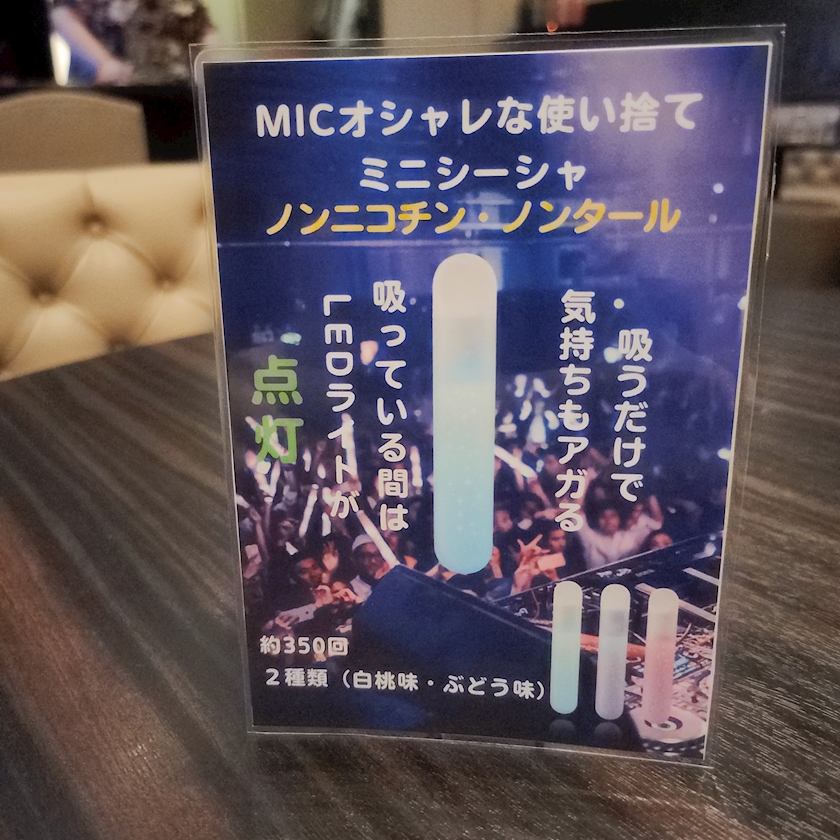 MICオシャレな使い捨て
ミニシーシャ
ノンニコチン・ノンタール
・吸うだけで
気持ちもアガる
吸っている間は
LEDライトが
点灯
約350回
2種類（白桃味・ぶどう味）